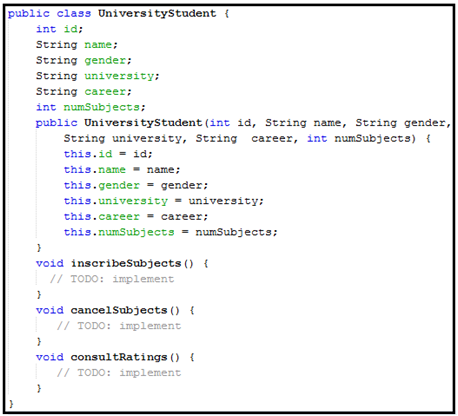 public class UniversityStudent {
int id;
String name;
String gender;
String university;
String career;
int numSubjects;
public UniversityStudent(int id, String name, String gender,
String university, String  career, int numSubjects) {
this.id = id;
this.name = name;
this.gender = gender;
this.university = university;
this.career = career;
this.numSubjects = numSubjects;
}
void inscribeSubjects() {
// TODO: implement
}
void cancelSubjects() {
// TODO: implement
}
void consultRatings() {
// TODO: implement
}
}